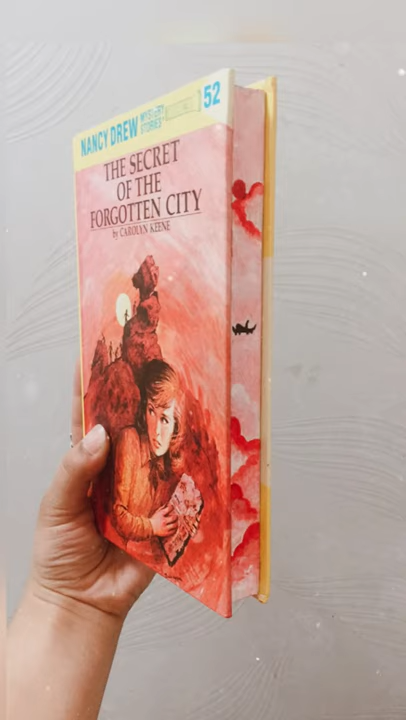 NANCY DREW
MYSTERY
STORIES
52
THE SECRET
OF THE
FORGOTTEN CITY
by CAROLYN KEENE